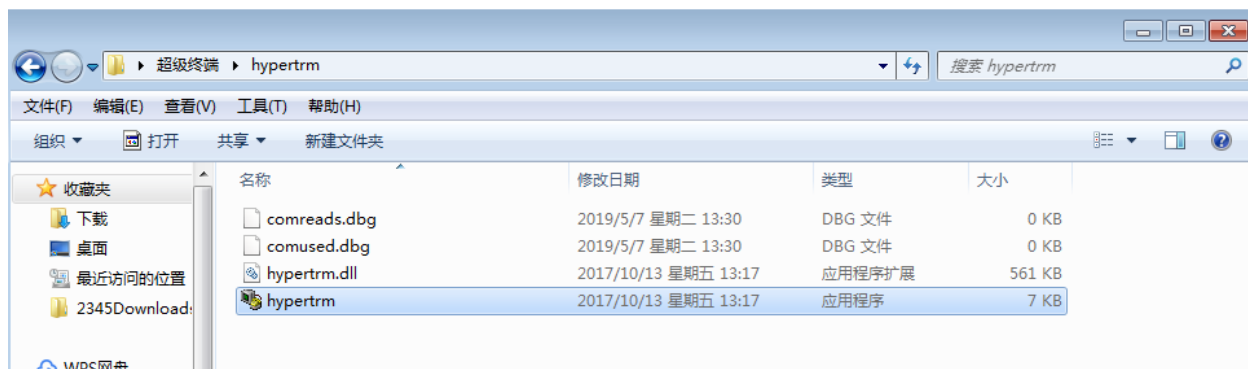 超级终端 hypertrm
搜索 hypertrm
文件(F) 编辑(E) 查看(V) 工具(T) 帮助(H)
组织 打开 共享 新建文件夹
收藏夹
下载
桌面
最近访问的位置
2345Download
WPS网盘
名称 修改日期 类型 大小
comreads.dbg 2019/5/7 星期二 13:30 DBG 文件 0 KB
comused.dbg 2019/5/7 星期二 13:30 DBG 文件 0 KB
hypertrm.dll 2017/10/13 星期五 13:17 应用程序扩展 561 KB
hypertrm 2017/10/13 星期五 13:17 应用程序 7 KB